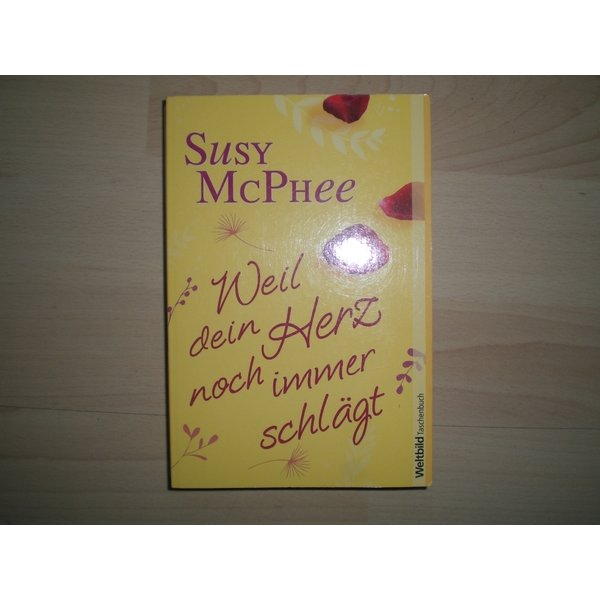 Susy
McPhee
Weil
dein Herz
noch immer
schlägt
Weltbild Taschenbuch